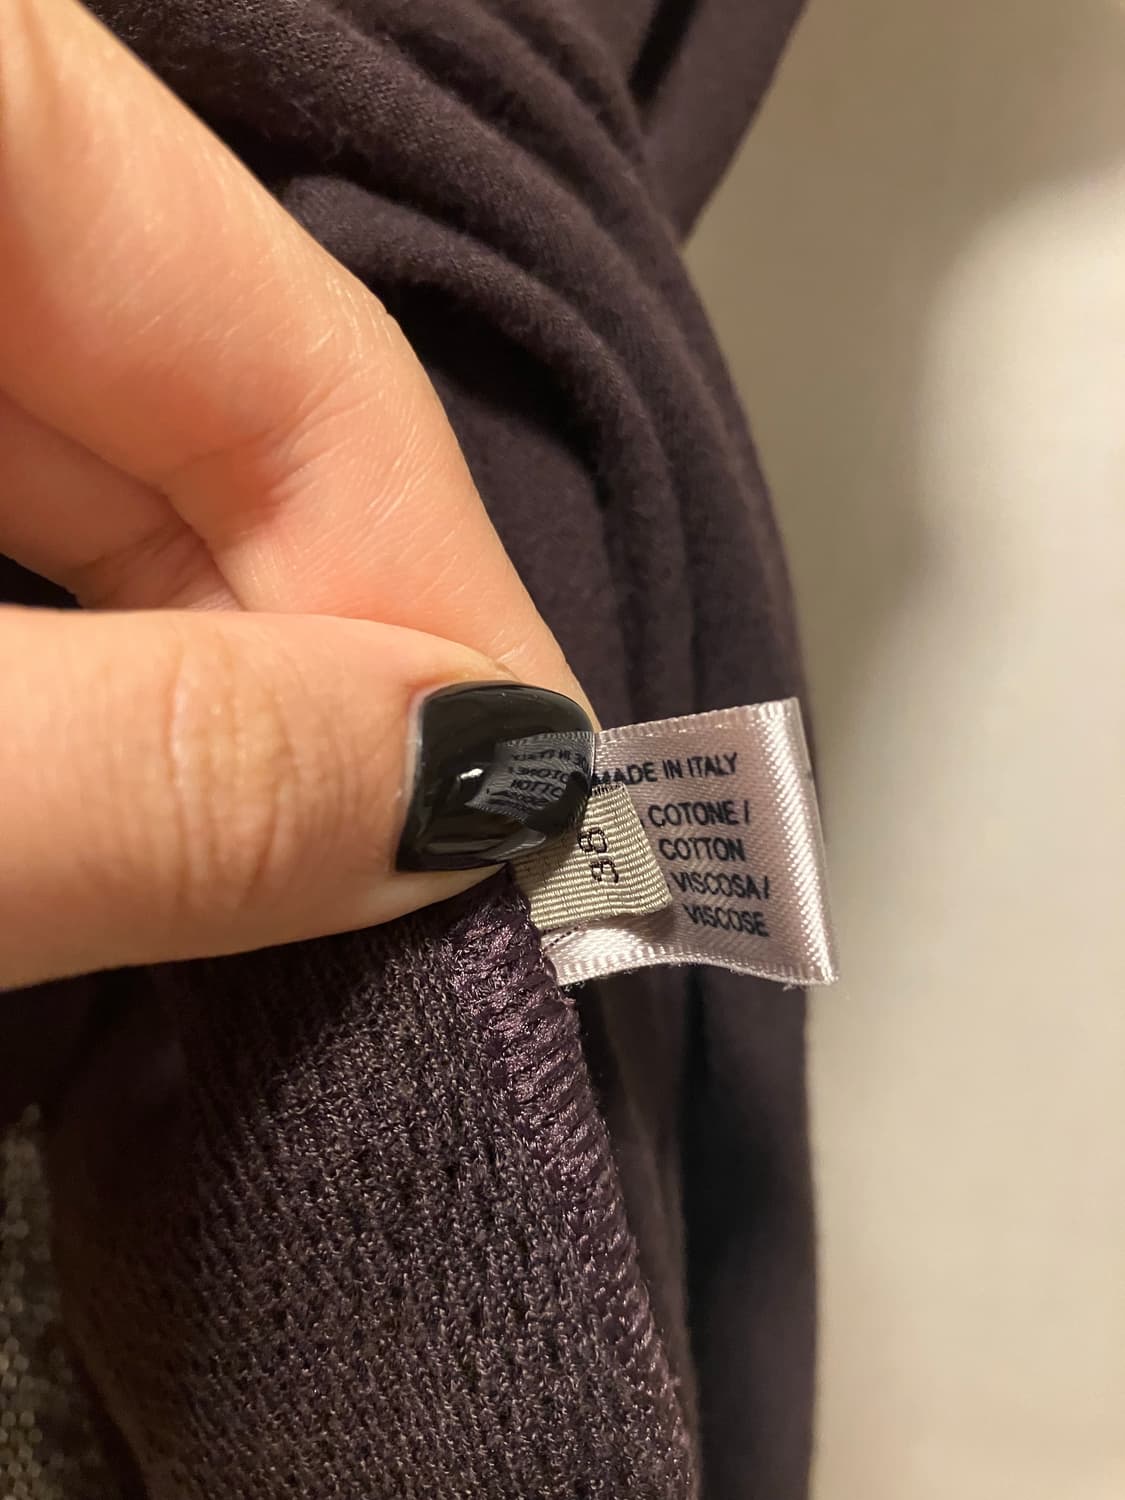 MADE IN ITALY
COTONE /
COTTON
VISCOSA /
VISCOSE
38